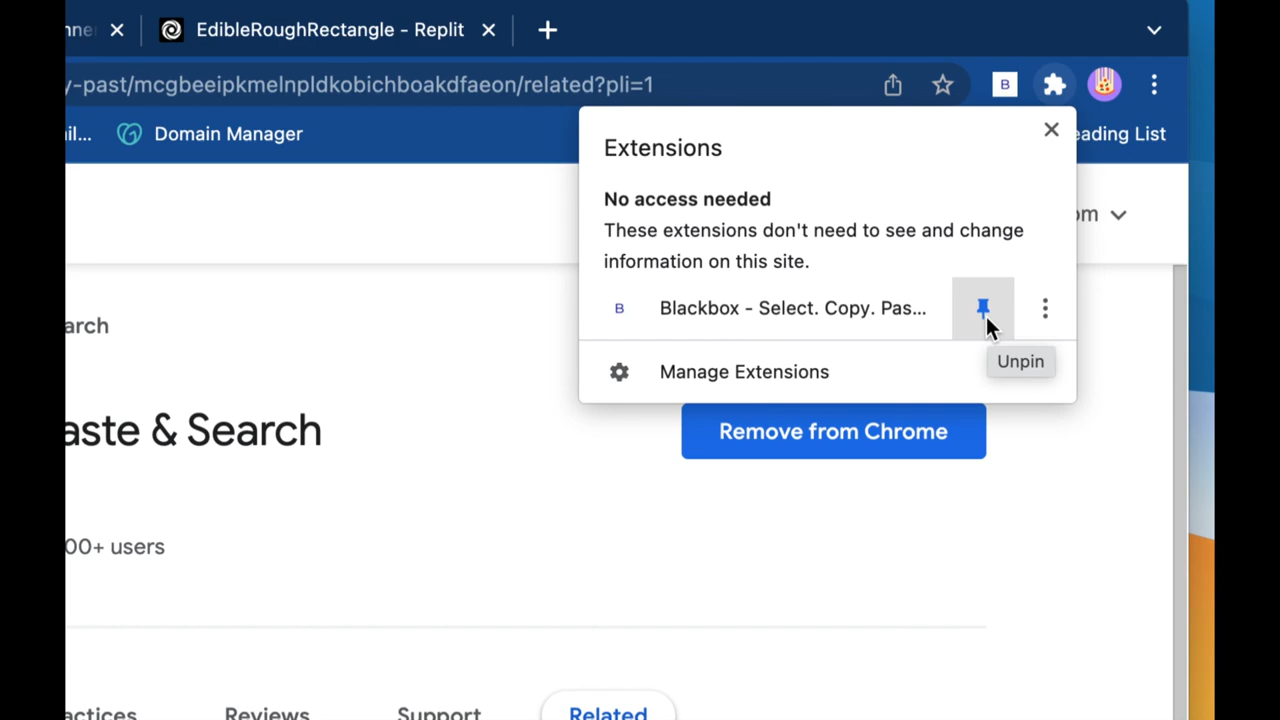 EdibleRoughRectangle - Replit
y-past/mcgbeeipkmelnpldkobichboakdfaeon/related?pli=1
B
il...
Domain Manager
eading List
Extensions
No access needed
om
These extensions don't need to see and change
information on this site.
B
Blackbox - Select. Copy. Pas...
arch
Unpin
Manage Extensions
aste & Search
Remove from Chrome
00+ users
actices
Reviews
Support
Related